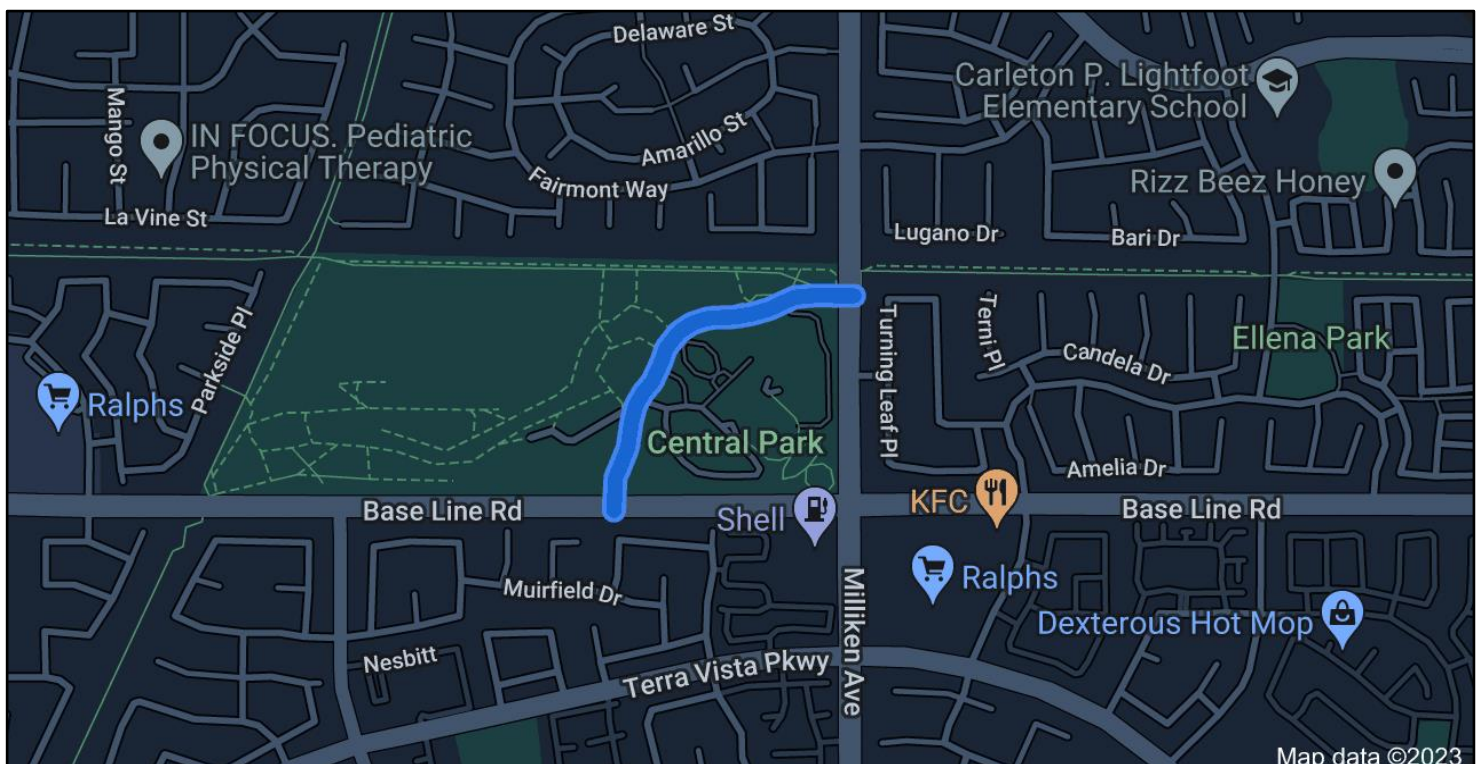 Delaware St
Carleton P. Lightfoot
Elementary School
Mango St
IN FOCUS. Pediatric
Physical Therapy
Amarillo St
Fairmont Way
Rizz Beez Honey
La Vine St
Lugano Dr
Bari Dr
Parkside Pl
Turning Leaf Pl
Terni Pl
Candela Dr
Ellena Park
Ralphs
Central Park
Amelia Dr
Base Line Rd
Shell
KFC
Base Line Rd
Muirfield Dr
Milliken Ave
Ralphs
Dexterous Hot Mop
Nesbitt
Terra Vista Pkwy
Map data ©2023